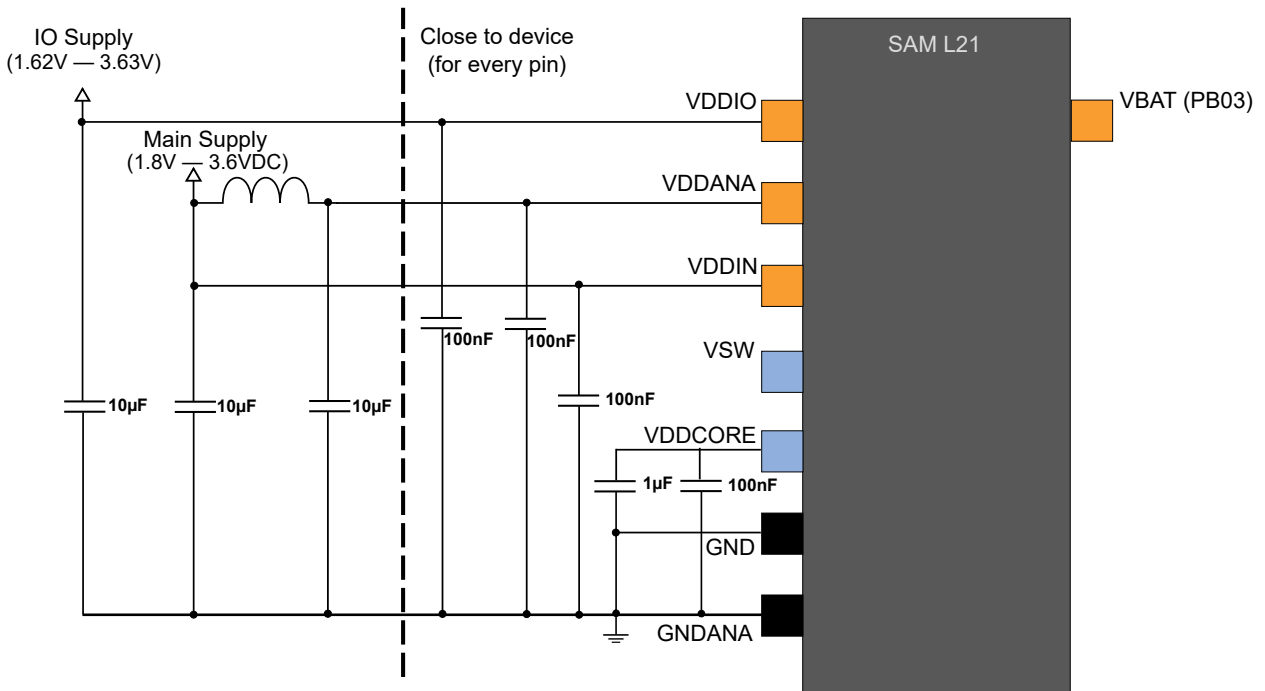 IO Supply
(1.62V — 3.63V)
Close to device
(for every pin)
SAM L21
VDDIO
VBAT (PB03)
Main Supply
(1.8V — 3.6VDC)
VDDANA
VDDIN
100nF
100nF
VSW
10µF
10µF
10µF
100nF
VDDCORE
1µF
100nF
GND
GNDANA